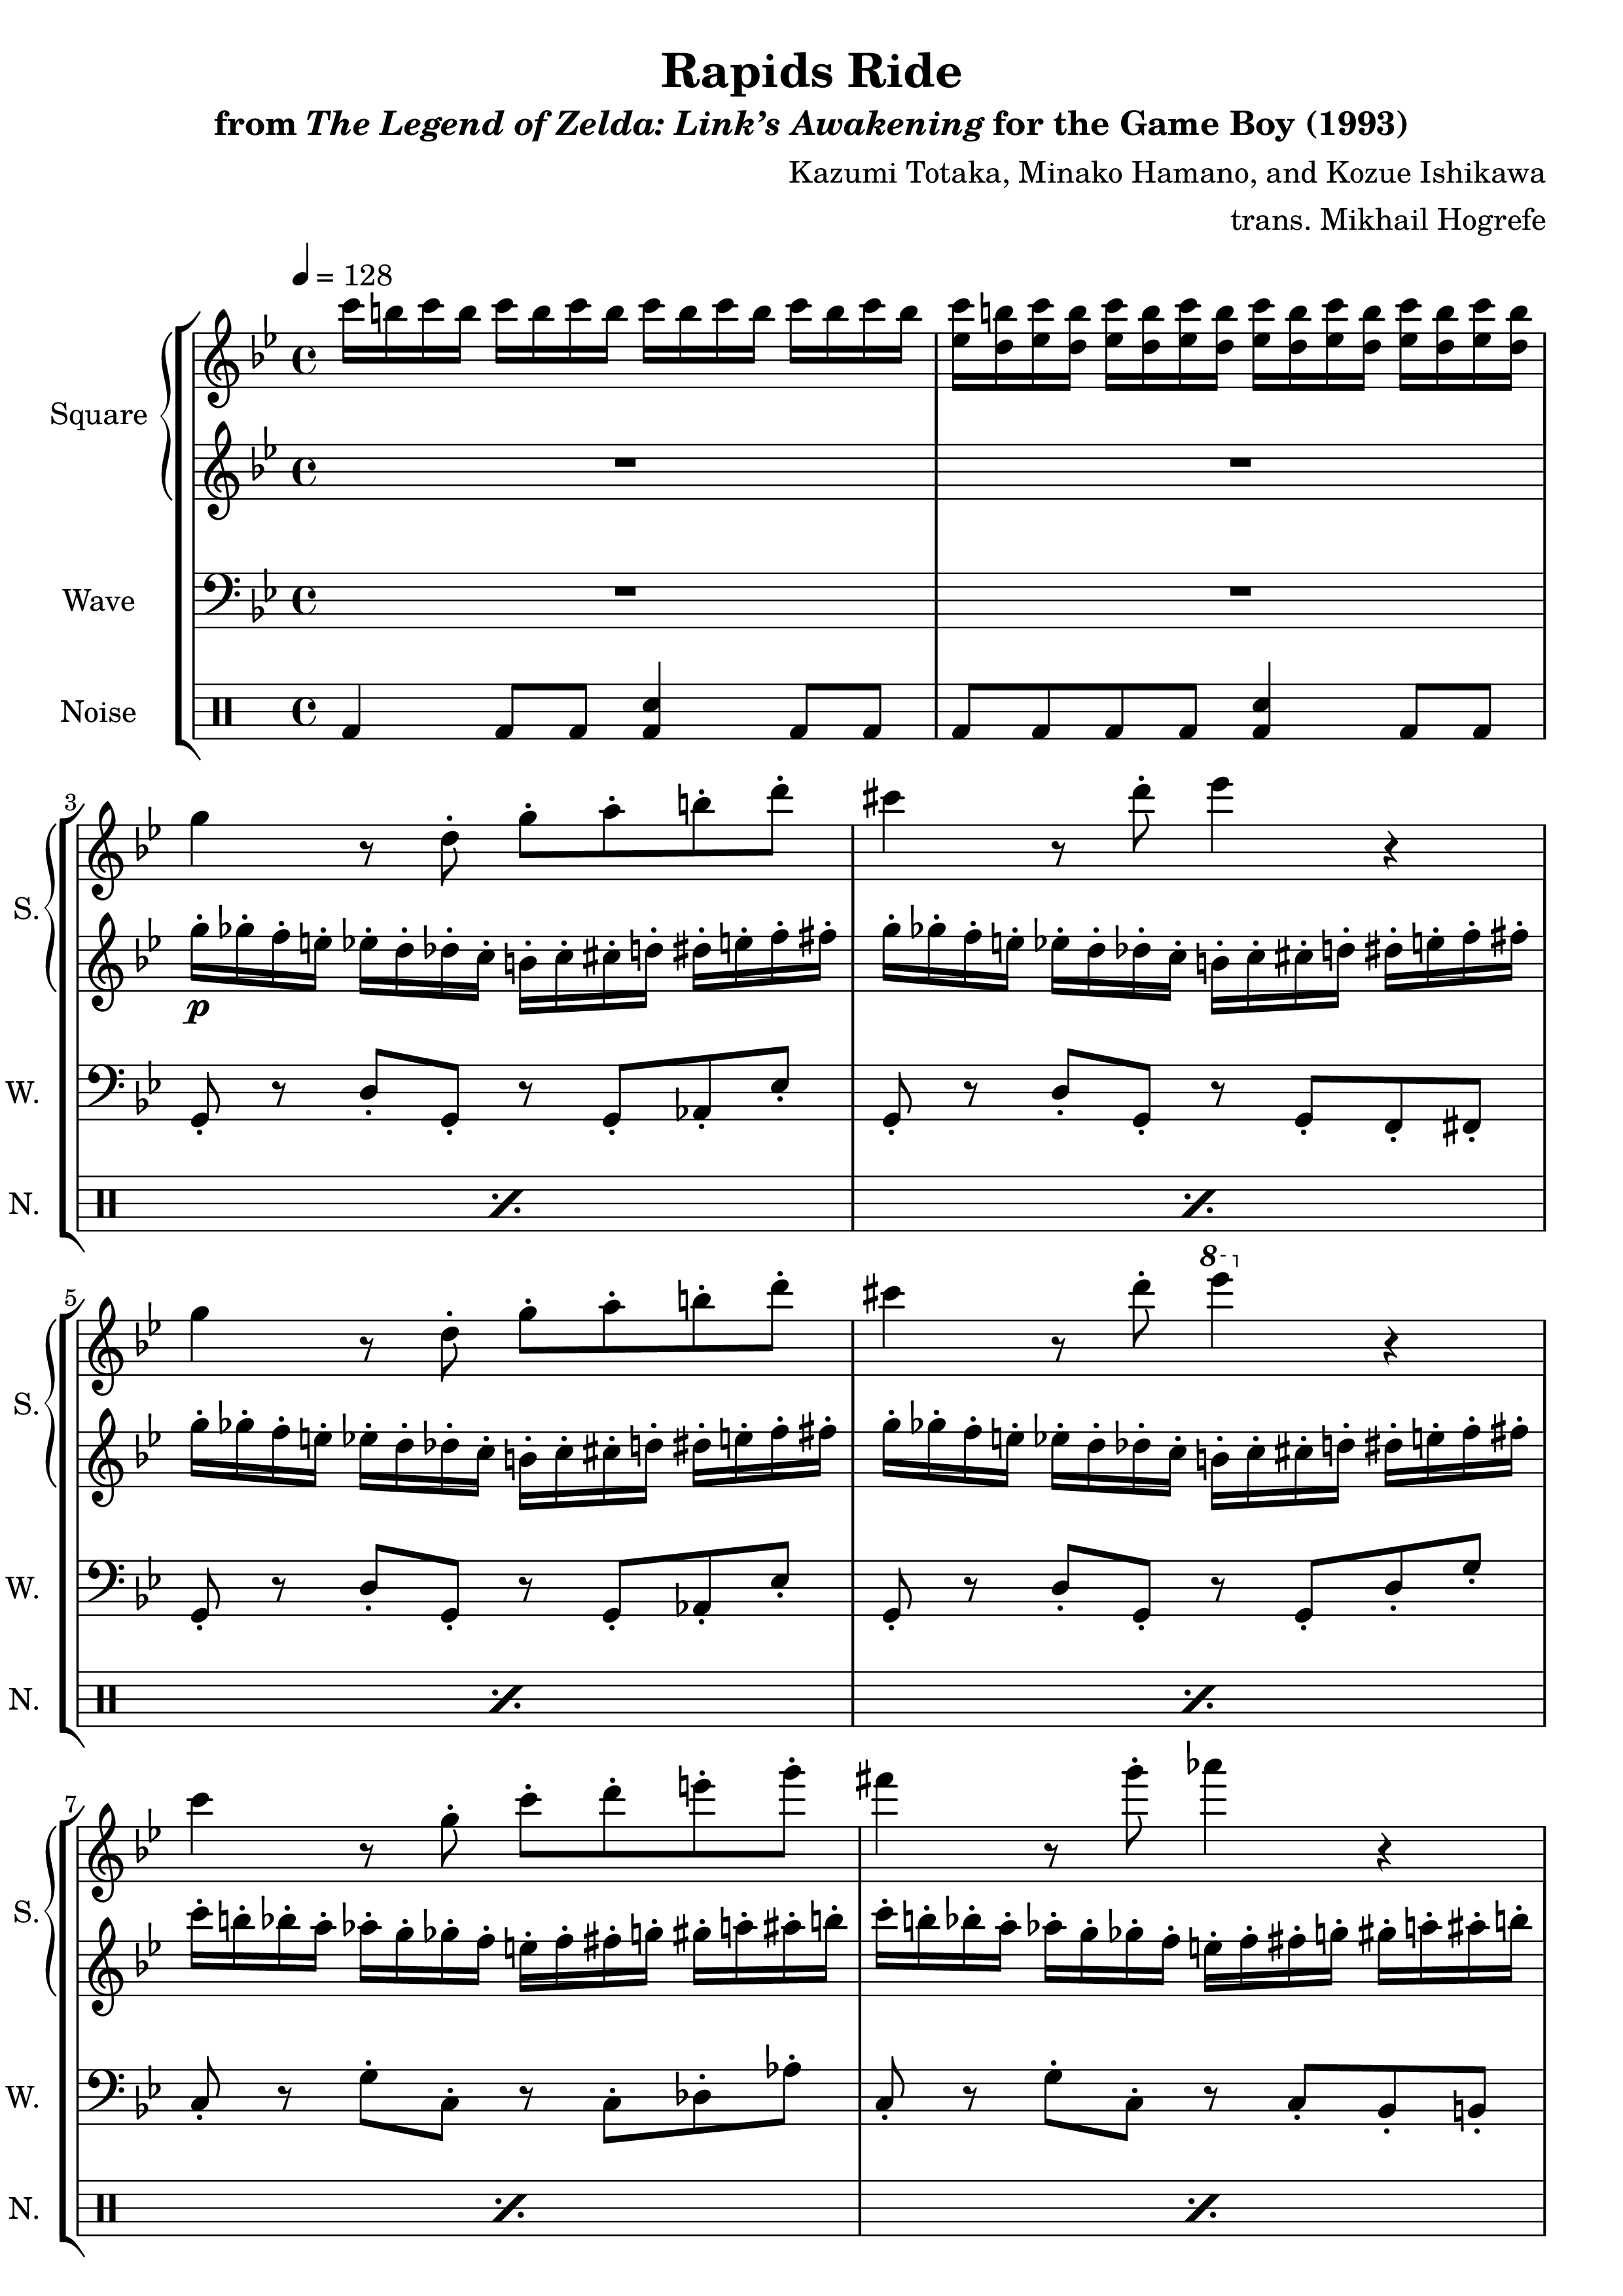 Rapids Ride
from The Legend of Zelda: Link’s Awakening for the Game Boy (1993)
Kazumi Totaka, Minako Hamano, and Kozue Ishikawa
trans. Mikhail Hogrefe
= 128
Square
Wave
Noise
3
S.
p
W.
N.
5
8
S.
W.
N.
7
S.
W.
N.